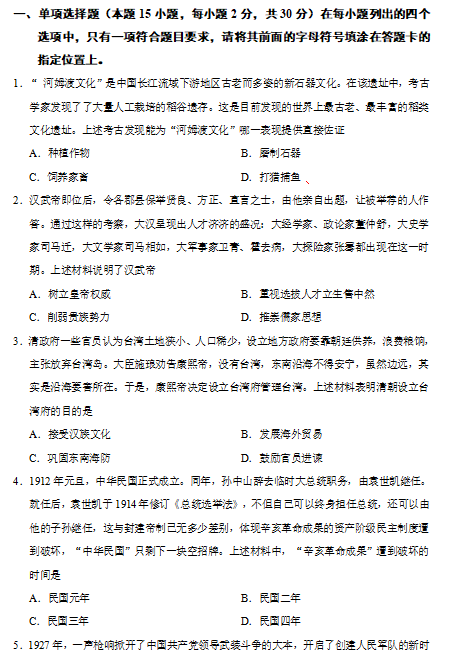 一、单项选择题（本题 15 小题，每小题 2 分，共 30 分）在每小题列出的四个
选项中，只有一项符合题目要求，请将其前面的字母符号填涂在答题卡的
指定位置上。
1．“ 河姆渡文化”是中国长江流域下游地区古老而多姿的新石器文化。在该遗址中，考古
学家发现了了大量人工栽培的稻谷遗存。这是目前发现的世界上最古老、最丰富的稻类
文化遗址。上述考古发现能为“河姆渡文化”哪一表现提供直接佐证
A．种植作物 B．磨制石器
C．饲养家畜 D．打猎捕鱼
2．汉武帝即位后，令各郡县保举贤良、方正、直言之士，由他亲自出题，让被举荐的人作
答。通过这样的考察，大汉呈现出人才济济的盛况：大经学家、政论家董仲舒，大史学
家司马迁，大文学家司马相如，大军事家卫青、霍去病，大探险家张骞都出现在这一时
期。上述材料说明了汉武帝
A．树立皇帝权威 B．重视选拔人才立生管中然
C．削弱贵族势力 D．推崇儒家思想
3．清政府一些官员认为台湾土地狭小、人口稀少，设立地方政府要靠朝廷供养，浪费粮饷，
主张放弃台湾岛。大臣施琅劝告康熙帝，没有台湾，东南沿海不得安宁，虽然边远，其
实是沿海要害所在。于是，康熙帝决定设立台湾府管理台湾。上述材料表明清朝设立台
湾府的目的是
A．接受汉族文化 B．发展海外贸易
C．巩固东南海防 D．鼓励官员进谏
4．1912 年元旦，中华民国正式成立。同年，孙中山辞去临时大总统职务，由袁世凯继任。
就任后，袁世凯于 1914 年修订《总统选举法》，不但自己可以终身担任总统，还可以由
他的子孙继任，这与封建帝制已无多少差别，体现辛亥革命成果的资产阶级民主制度遭
到破坏，“中华民国”只剩下一块空招牌。上述材料中，“辛亥革命成果”遭到破坏的
时间是
A．民国元年 B．民国二年
C．民国三年 D．民国四年
5．1927 年，一声枪响掀开了中国共产党领导武装斗争的大本，开启了创建人民军队的新时